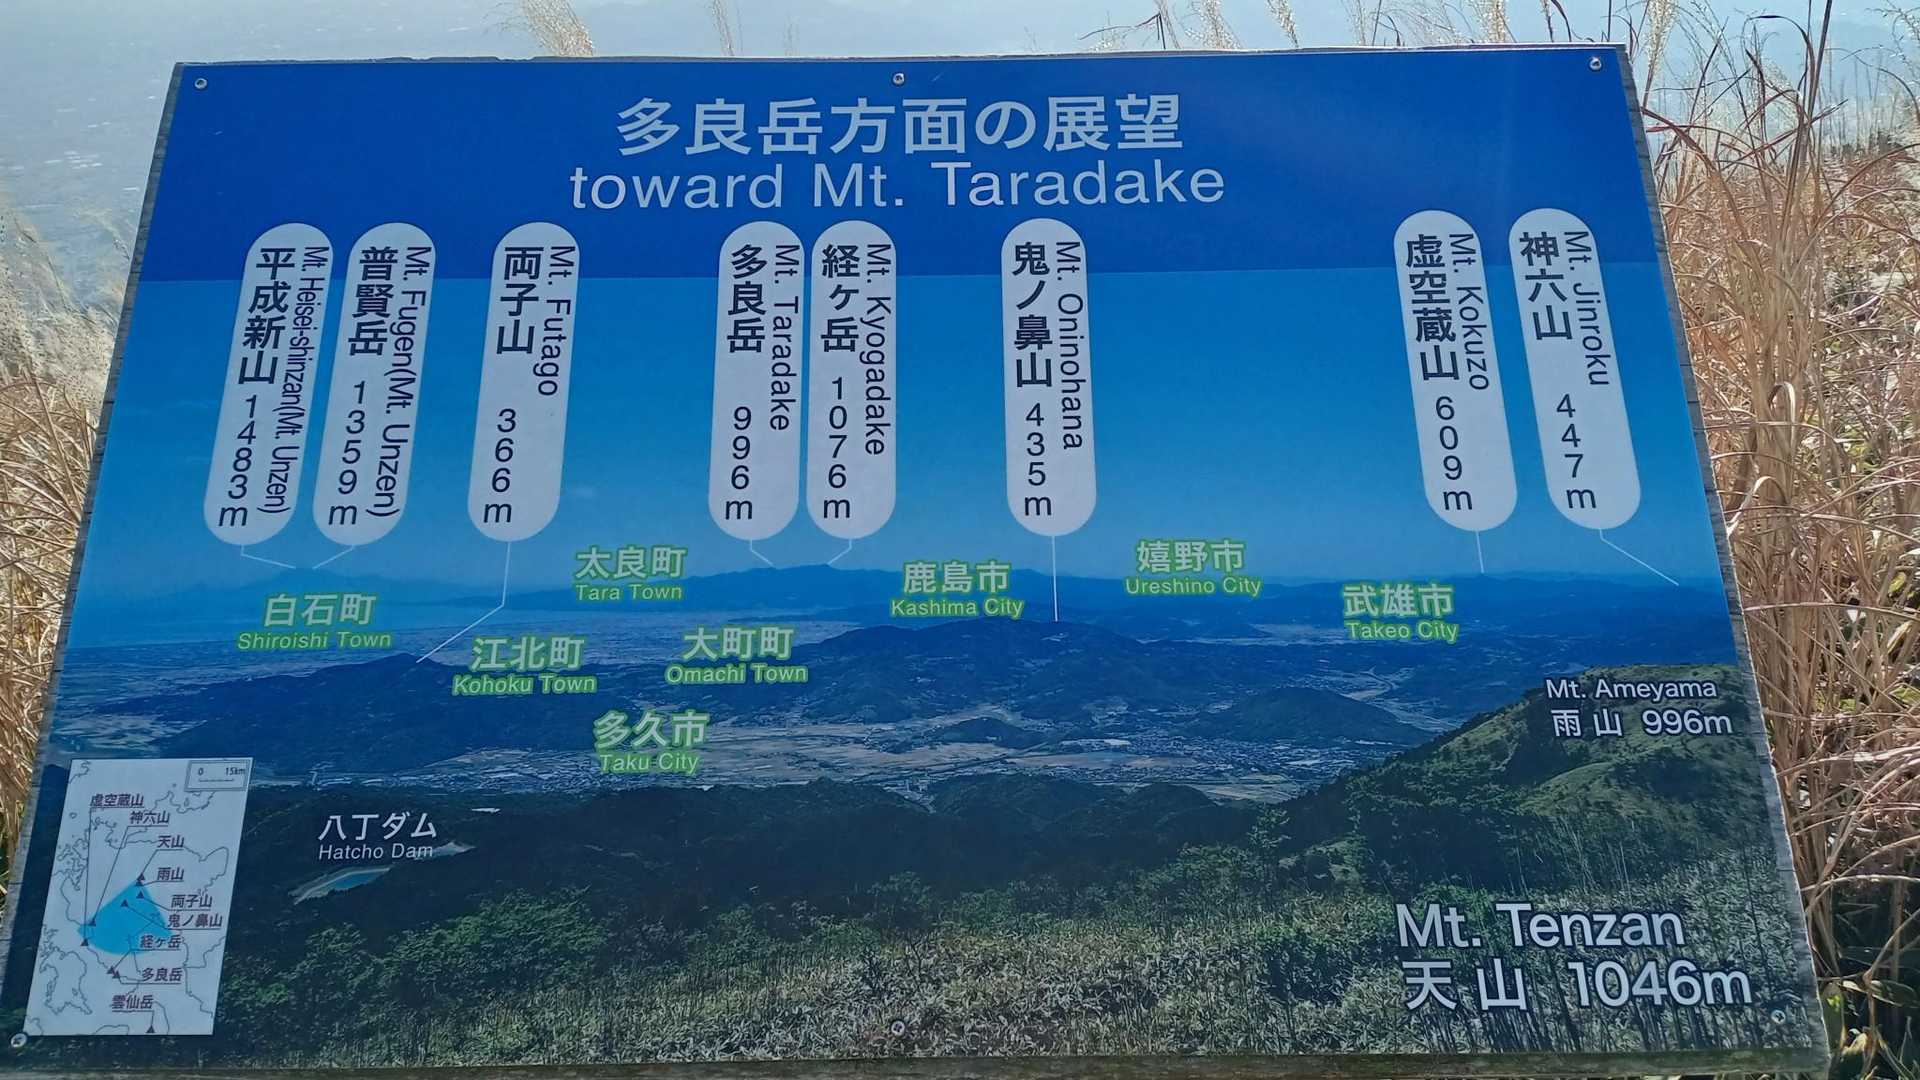 多良岳方面の展望
toward Mt. Taradake
平成新山 1483m
Mt. Heisei-shinzan(Mt. Unzen)
普賢岳 1359m
Mt. Fugen(Mt. Unzen)
両子山 366m
Mt. Futago
多良岳 996m
Mt. Taradake
経ヶ岳 1076m
Mt. Kyogadake
鬼ノ鼻山 435m
Mt. Oninohana
虚空蔵山 609m
Mt. Kokuzo
神六山 447m
Mt. Jinroku
太良町
Tara Town
鹿島市
Kashima City
嬉野市
Ureshino City
白石町
Shiroishi Town
武雄市
Takeo City
江北町
Kohoku Town
大町町
Omachi Town
多久市
Taku City
Mt. Ameyama
雨山 996m
八丁ダム
Hatcho Dam
Mt. Tenzan
天山 1046m
0 15km
虚空蔵山
神六山
天山
雨山
両子山
鬼ノ鼻山
経ヶ岳
多良岳
雲仙岳